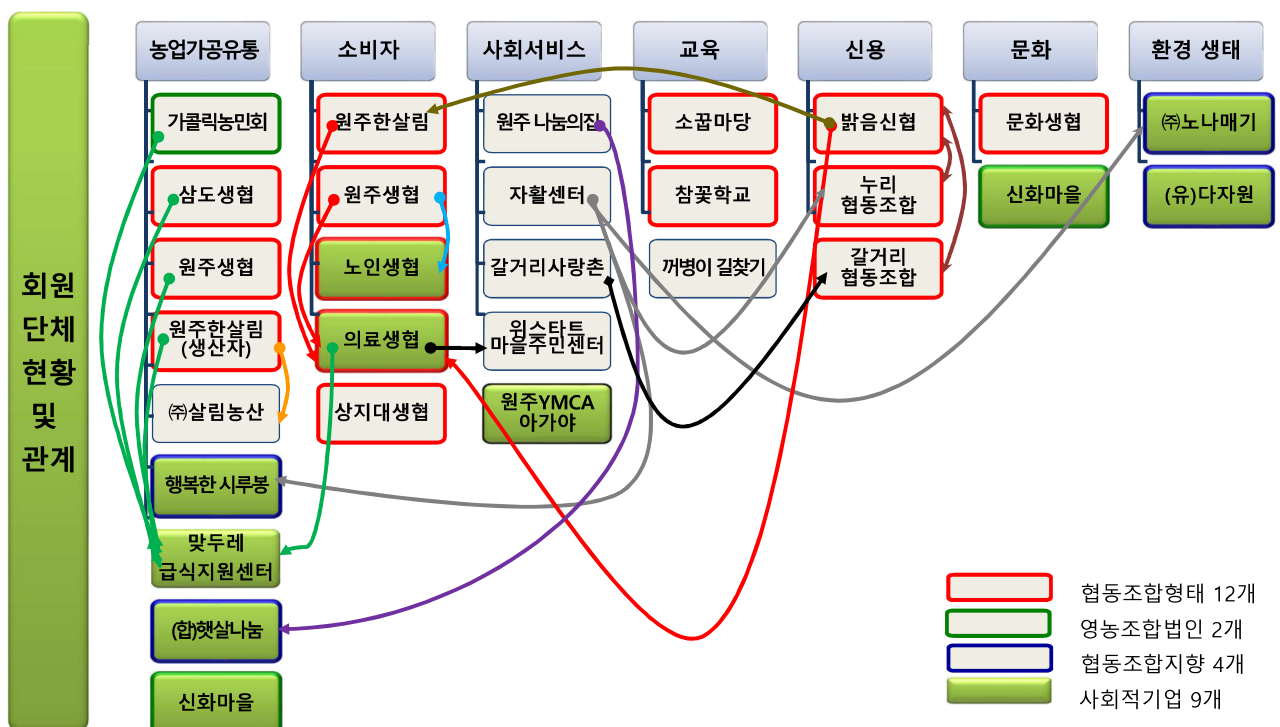 회원
단체
현황
및
관계
농업가공유통
가콜릭농민회
삼도생협
원주생협
원주한살림
(생산자)
㈜살림농산
행복한 시루봉
맞두레
급식지원센터
(합)햇살나눔
신화마을
소비자
원주한살림
원주생협
노인생협
의료생협
상지대생협
사회서비스
원주 나눔의집
자활센터
갈거리사랑촌
위스타트
마을주민센터
원주YMCA
아가야
교육
소꿉마당
참꽃학교
꺼병이 길찾기
신용
밝음신협
누리
협동조합
갈거리
협동조합
문화
문화생협
신화마을
환경 생태
㈜노나매기
(유)다자원
협동조합형태 12개
영농조합법인 2개
협동조합지향 4개
사회적기업 9개